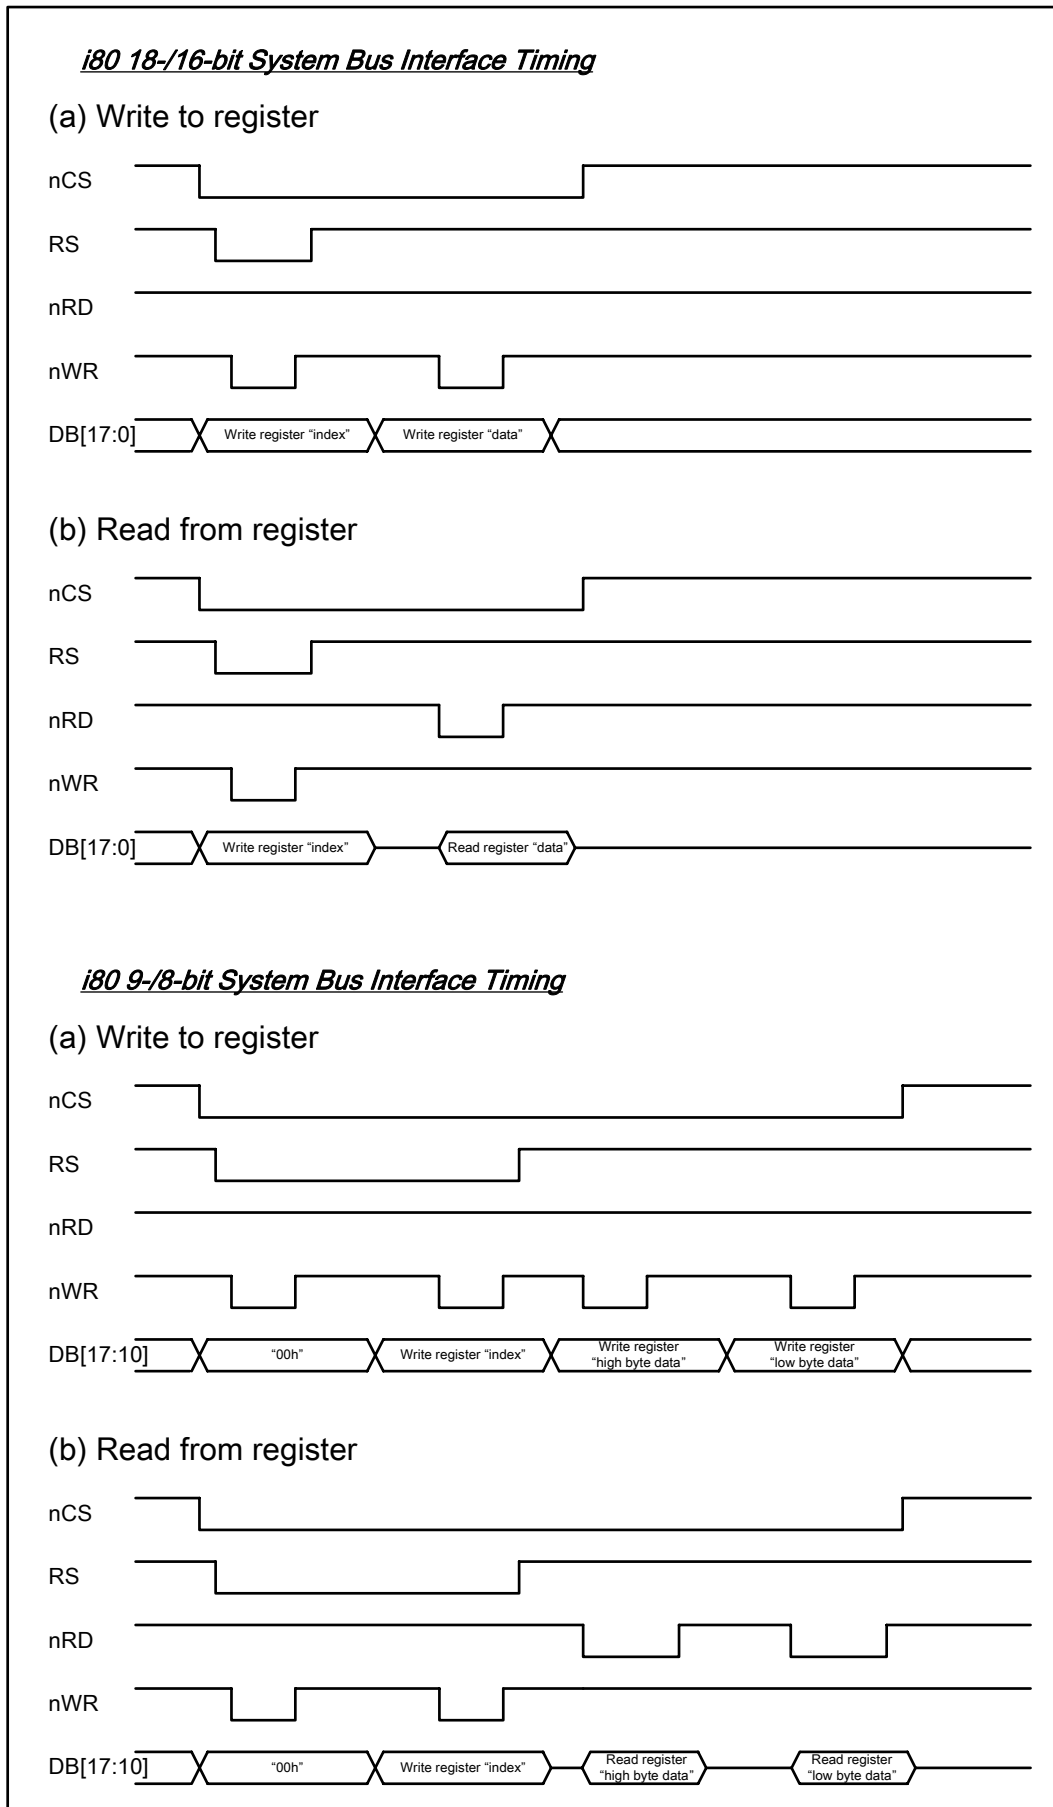 i80 18-/16-bit System Bus Interface Timing
(a) Write to register
nCS
RS
nRD
nWR
DB[17:0]
Write register “index”
Write register “data”
(b) Read from register
nCS
RS
nRD
nWR
DB[17:0]
Write register “index”
Read register “data”
i80 9-/8-bit System Bus Interface Timing
(a) Write to register
nCS
RS
nRD
nWR
DB[17:10]
“00h”
Write register “index”
Write register
“high byte data”
Write register
“low byte data”
(b) Read from register
nCS
RS
nRD
nWR
DB[17:10]
“00h”
Write register “index”
Read register
“high byte data”
Read register
“low byte data”